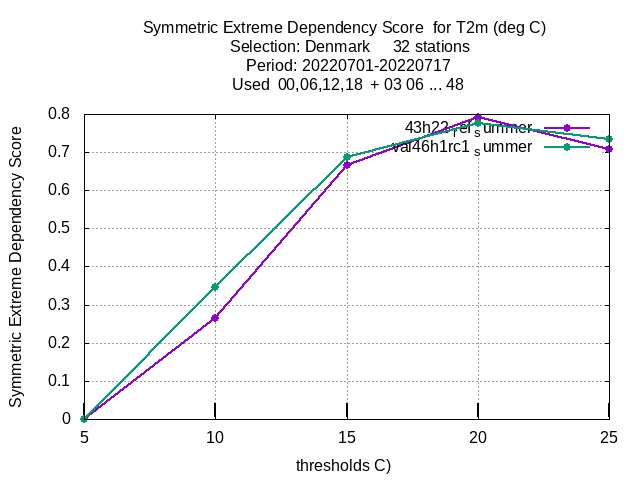 Symmetric Extreme Dependency Score for T2m (deg C)
Selection: Denmark 32 stations
Period: 20220701-20220717
Used 00,06,12,18 + 03 06 ... 48
Symmetric Extreme Dependency Score
0.8
0.7
0.6
0.5
0.4
0.3
0.2
0.1
0
43h22_ref_summer
val46h1rc1_summer
5 10 15 20 25
thresholds C)